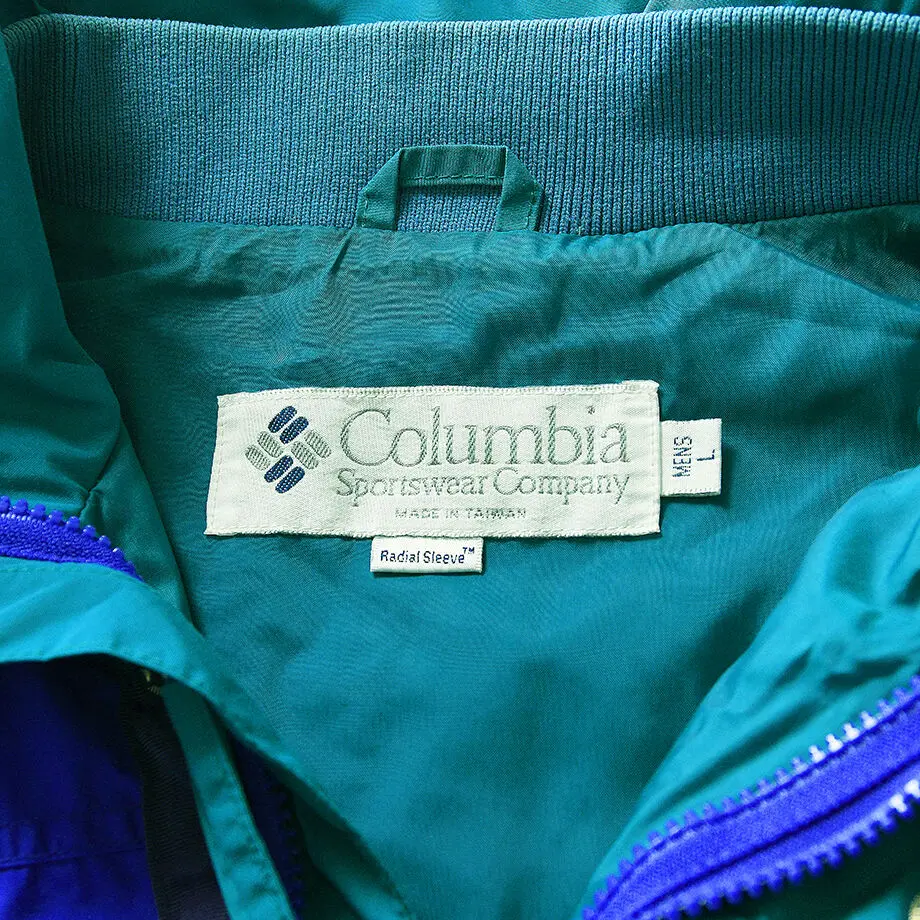 Columbia
Sportswear Company
MADE IN TAIWAN
MENS
L
Radial Sleeve™